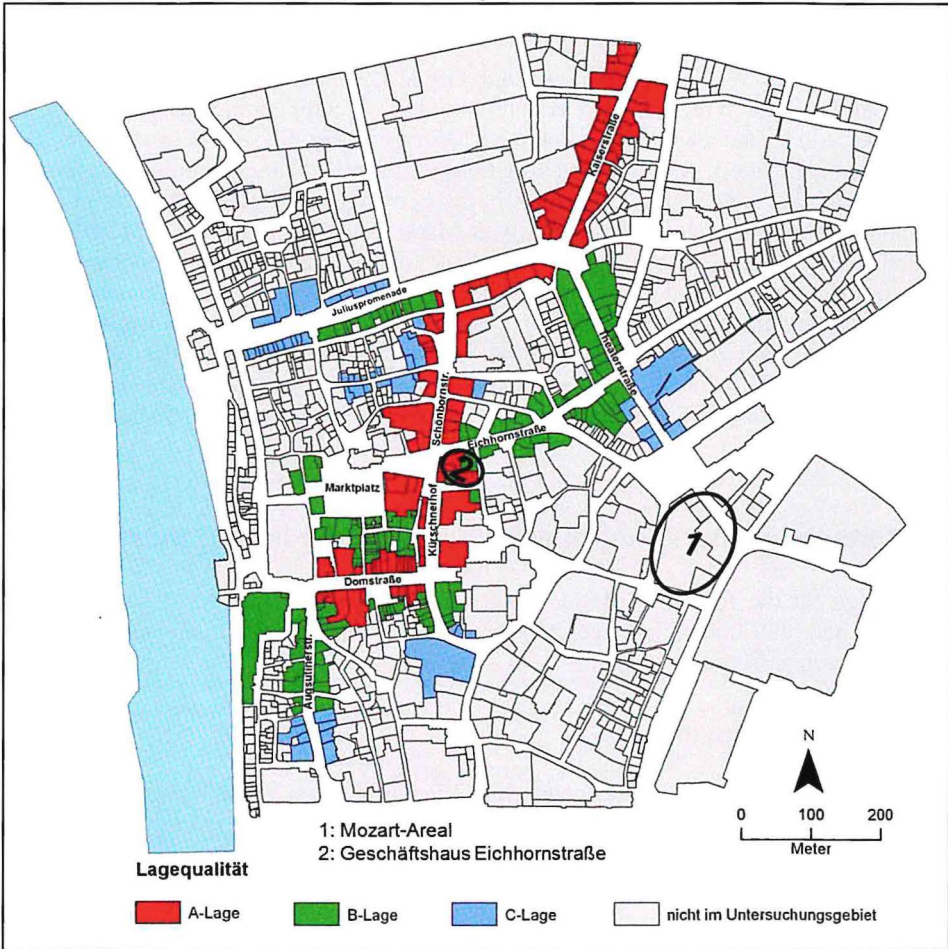 Kaiserstraße
Juliuspromenade
Theaterstraße
Schönbornstr.
Eichhornstraße
2
Marktplatz
Kürschnerhof
1
Domstraße
Augsutinerstr.
N
0 100 200
Meter
1: Mozart-Areal
2: Geschäftshaus Eichhornstraße
Lagequalität
A-Lage
B-Lage
C-Lage
nicht im Untersuchungsgebiet